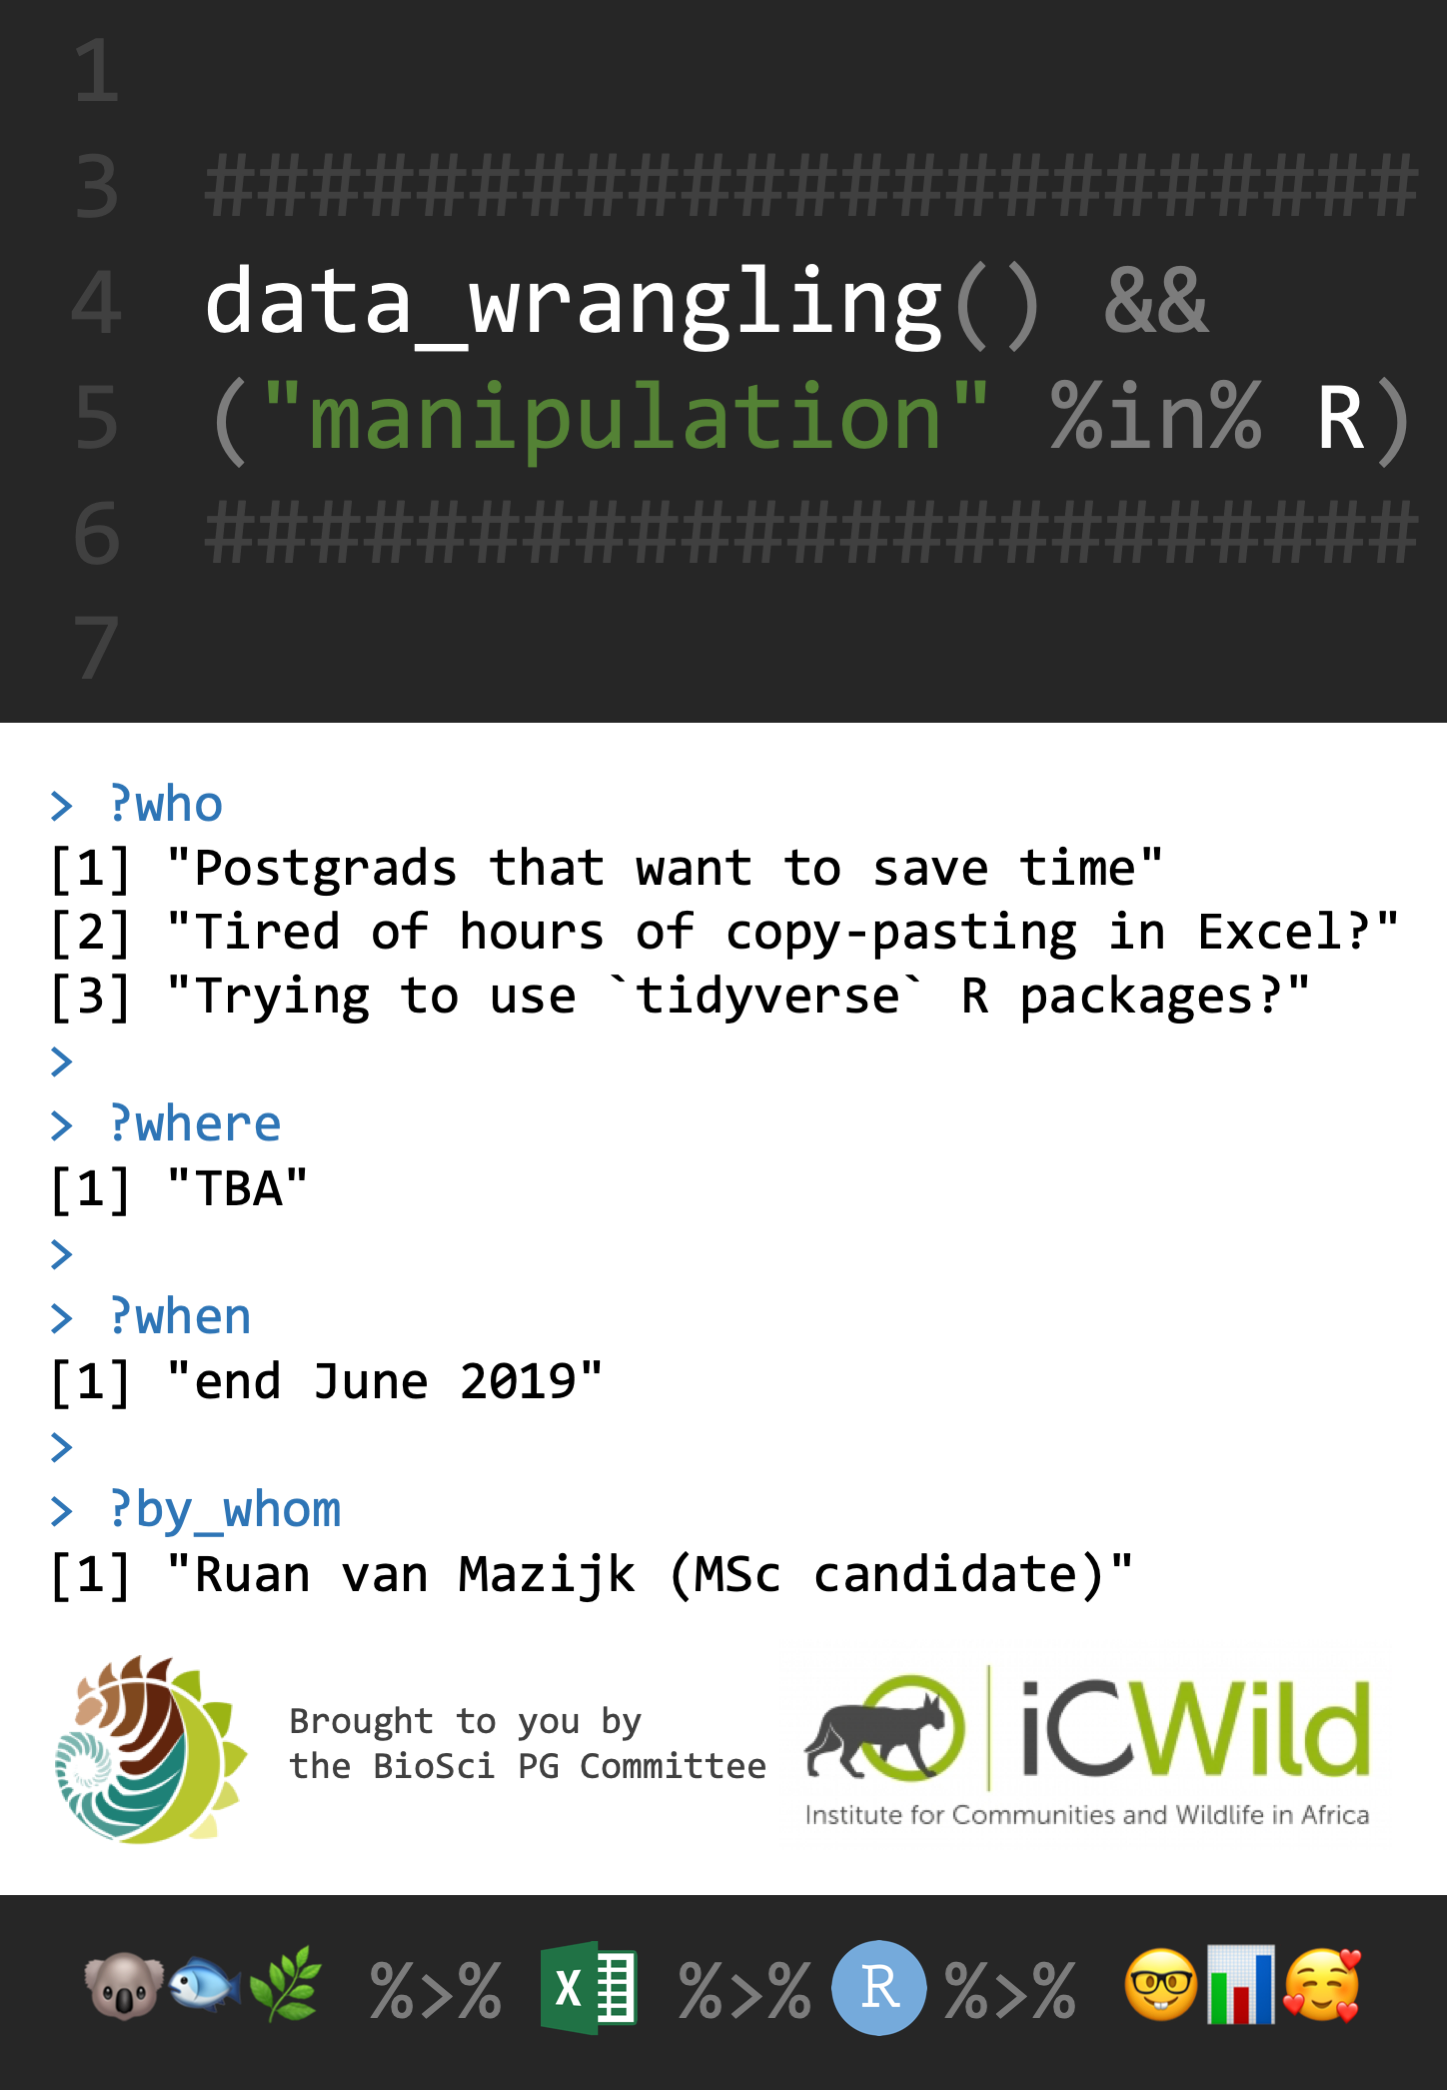 1
3 #######################
4 data_wrangling() &&
5 ("manipulation" %in% R)
6 #######################
7
> ?who
[1] "Postgrads that want to save time"
[2] "Tired of hours of copy-pasting in Excel?"
[3] "Trying to use `tidyverse` R packages?"
>
> ?where
[1] "TBA"
>
> ?when
[1] "end June 2019"
>
> ?by_whom
[1] "Ruan van Mazijk (MSc candidate)"
Brought to you by
the BioSci PG Committee
iCWild
Institute for Communities and Wildlife in Africa
%>% X %>% R %>%